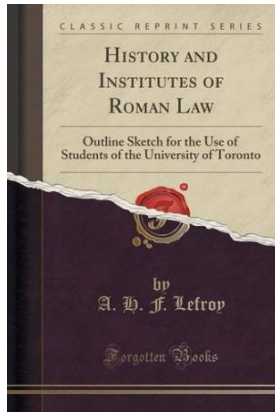 CLASSIC REPRINT SERIES
HISTORY AND
INSTITUTES OF
ROMAN LAW
Outline Sketch for the Use of
Students of the University of Toronto
by
A. H. F. Lefroy
Forgotten Books